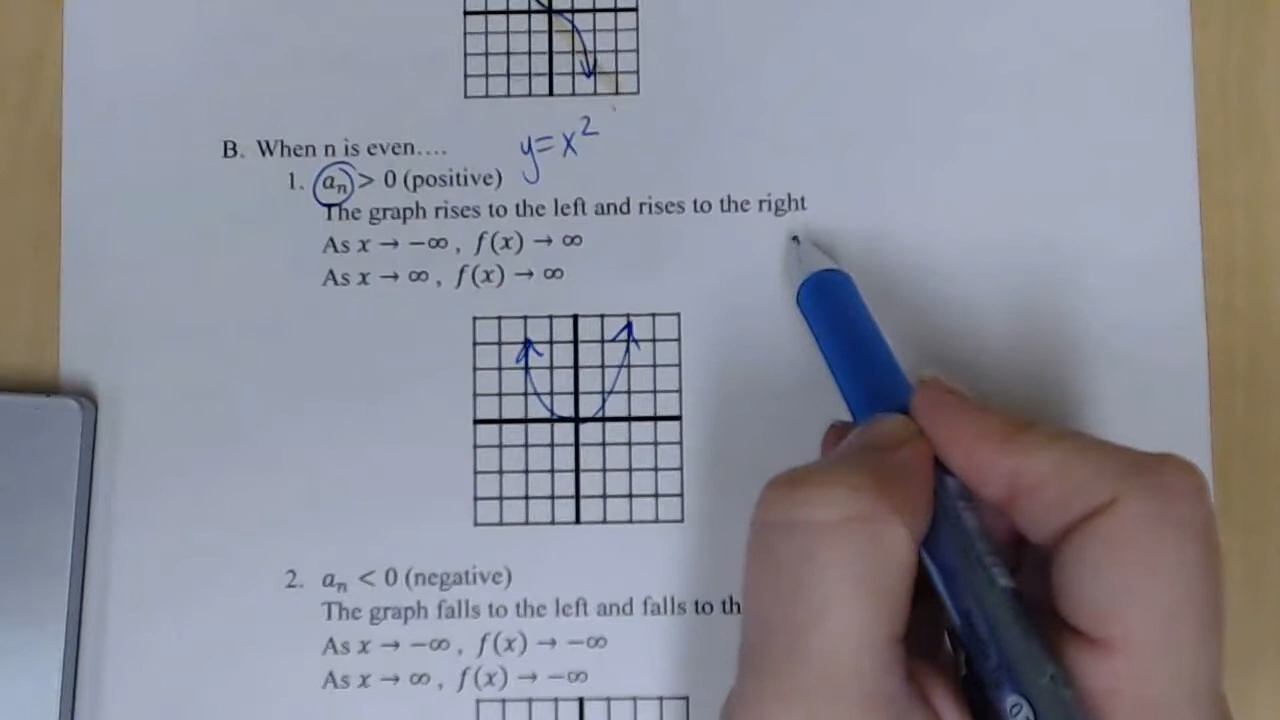 B. When n is even…. y=x²
1. aₙ > 0 (positive)
The graph rises to the left and rises to the right
As x → −∞, f(x) → ∞
As x → ∞, f(x) → ∞
2. aₙ < 0 (negative)
The graph falls to the left and falls to
As x → −∞, f(x) → −∞
As x → ∞, f(x) → −∞